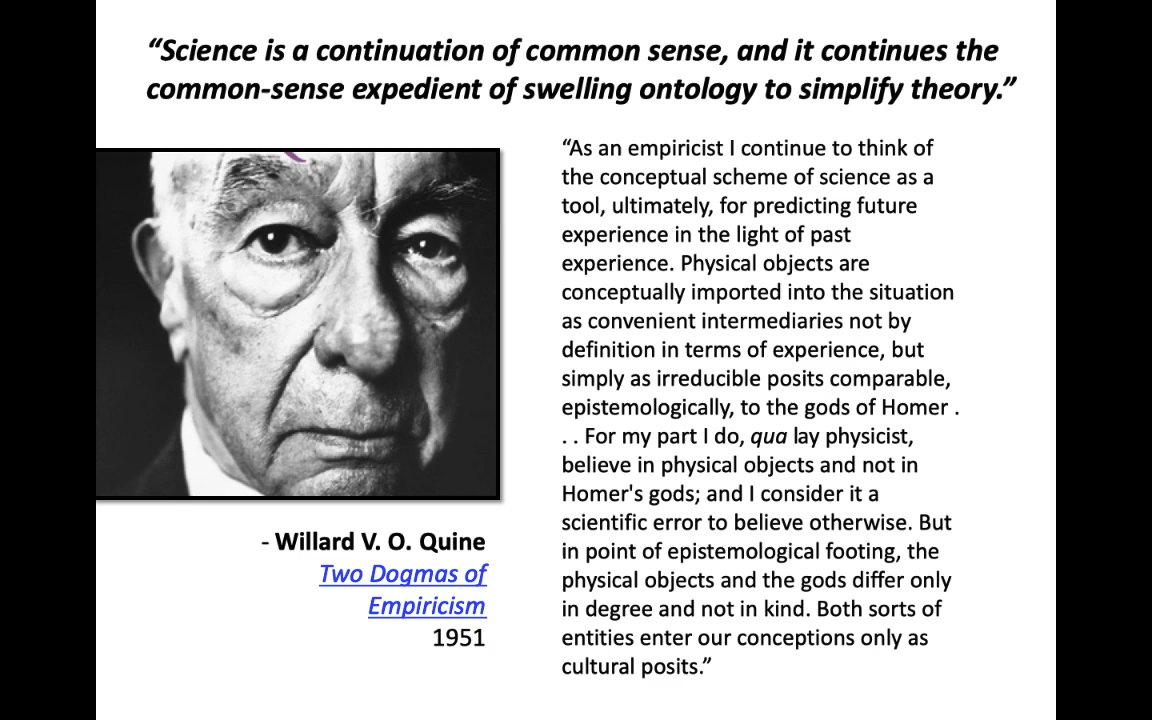 “Science is a continuation of common sense, and it continues the
common-sense expedient of swelling ontology to simplify theory.”
“As an empiricist I continue to think of
the conceptual scheme of science as a
tool, ultimately, for predicting future
experience in the light of past
experience. Physical objects are
conceptually imported into the situation
as convenient intermediaries not by
definition in terms of experience, but
simply as irreducible posits comparable,
epistemologically, to the gods of Homer .
. . For my part I do, qua lay physicist,
believe in physical objects and not in
Homer's gods; and I consider it a
scientific error to believe otherwise. But
in point of epistemological footing, the
physical objects and the gods differ only
in degree and not in kind. Both sorts of
entities enter our conceptions only as
cultural posits.”
- Willard V. O. Quine
Two Dogmas of
Empiricism
1951